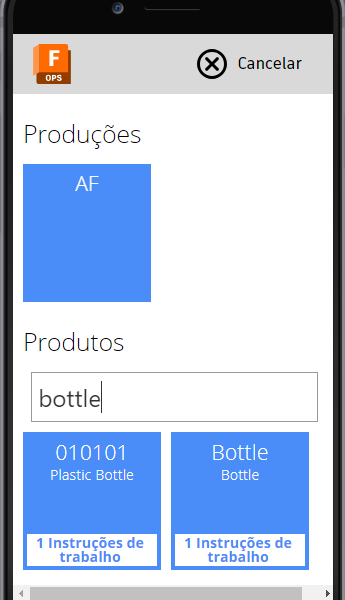 F
OPS
Cancelar
Produções
AF
Produtos
bottle
010101
Plastic Bottle
1 Instruções de
trabalho
Bottle
Bottle
1 Instruções de
trabalho